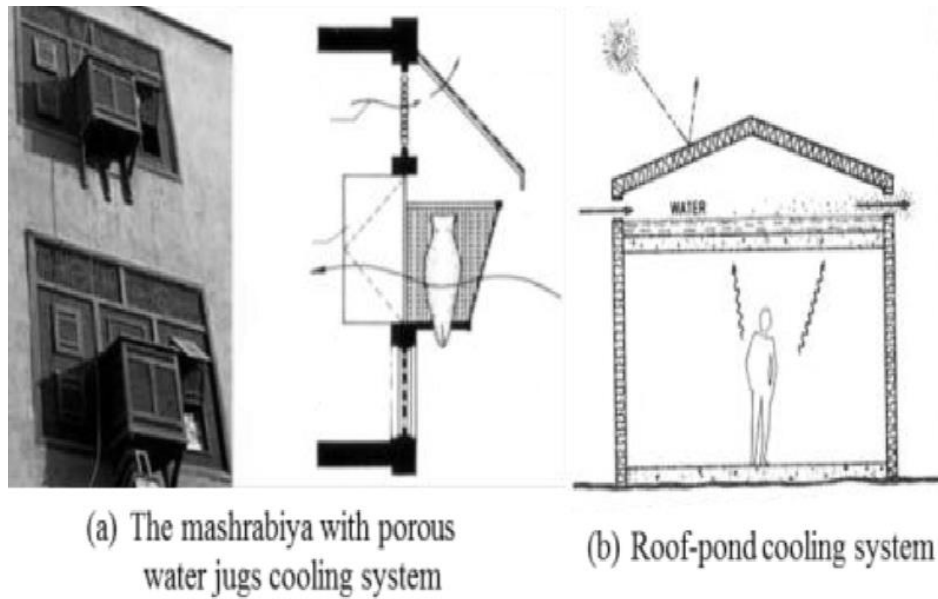 WATER
(a) The mashrabiya with porous
water jugs cooling system
(b) Roof-pond cooling system